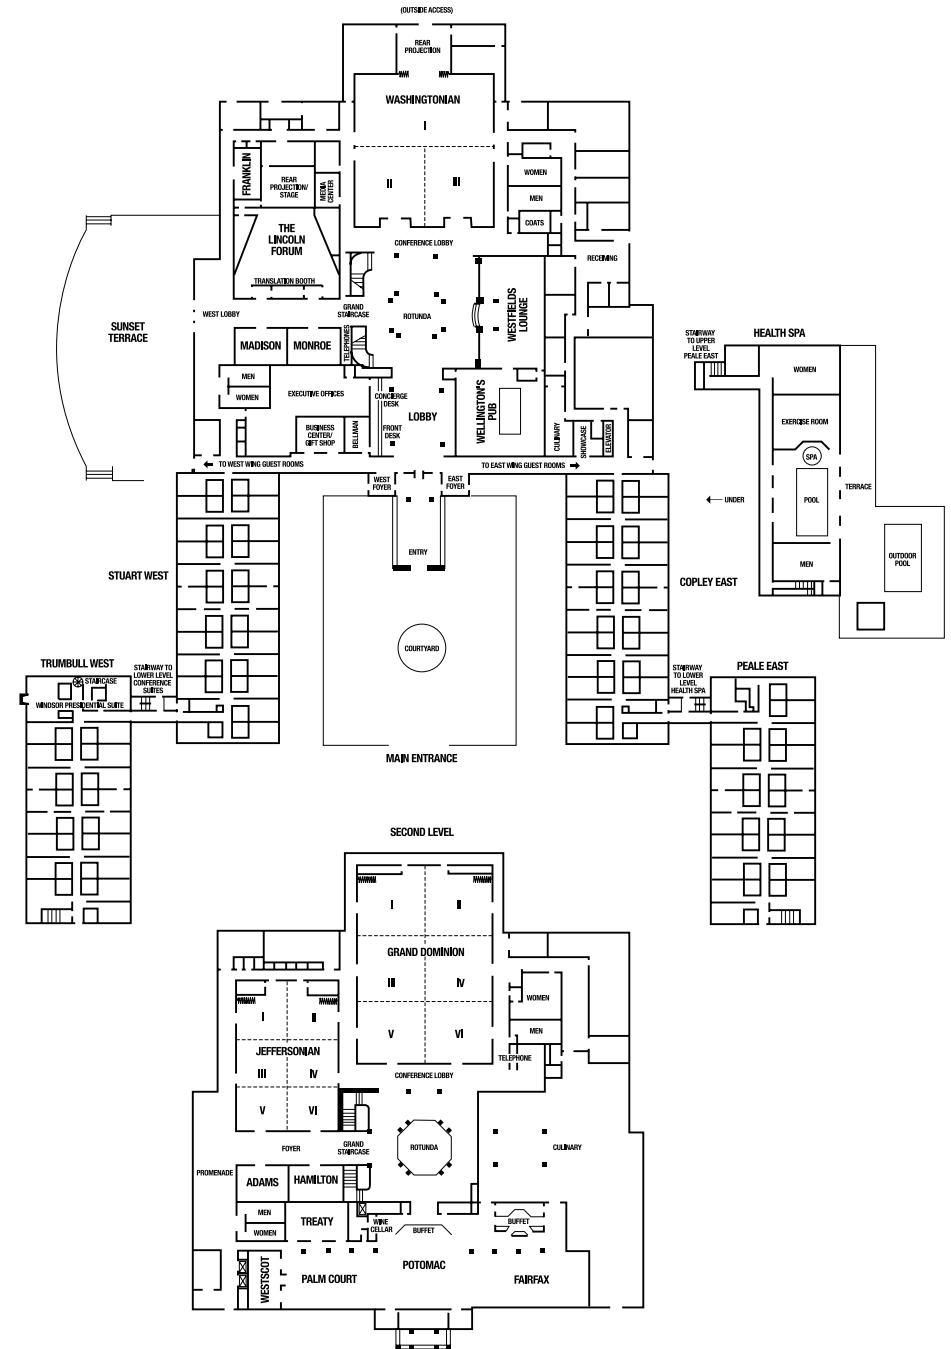 (OUTSIDE ACCESS)
REAR
PROJECTION
WASHINGTONIAN
I
II
III
FRANKLIN
REAR
PROJECTION/
STAGE
MEDIA
CENTER
WOMEN
MEN
COATS
THE
LINCOLN
FORUM
TRANSLATION BOOTH
CONFERENCE LOBBY
RECEIVING
SUNSET
TERRACE
WEST LOBBY
GRAND
STAIRCASE
ROTUNDA
WESTFIELDS
LOUNGE
MADISON
MONROE
TELEPHONES
MEN
WOMEN
EXECUTIVE OFFICES
CONCIERGE
DESK
LOBBY
WELLINGTON'S
PUB
BUSINESS
CENTER/
GIFT SHOP
BELLMAN
FRONT
DESK
CULINARY
SHOWCASE
ELEVATOR
TO WEST WING GUEST ROOMS
TO EAST WING GUEST ROOMS
WEST
FOYER
EAST
FOYER
ENTRY
STAIRWAY
TO UPPER
LEVEL
PEALE EAST
HEALTH SPA
WOMEN
EXERCISE ROOM
SPA
TERRACE
UNDER
POOL
OUTDOOR
POOL
MEN
STUART WEST
COPLEY EAST
COURTYARD
TRUMBULL WEST
STAIRCASE
WINDSOR PRESIDENTIAL SUITE
STAIRWAY TO
LOWER LEVEL
CONFERENCE
SUITES
STAIRWAY
TO LOWER
LEVEL
HEALTH SPA
PEALE EAST
MAIN ENTRANCE
SECOND LEVEL
I
II
GRAND DOMINION
III
IV
V
VI
WOMEN
MEN
TELEPHONE
I
II
JEFFERSONIAN
III
IV
V
VI
CONFERENCE LOBBY
FOYER
GRAND
STAIRCASE
ROTUNDA
CULINARY
PROMENADE
ADAMS
HAMILTON
MEN
WOMEN
TREATY
WINE
CELLAR
BUFFET
BUFFET
WESTSCOT
PALM COURT
POTOMAC
FAIRFAX